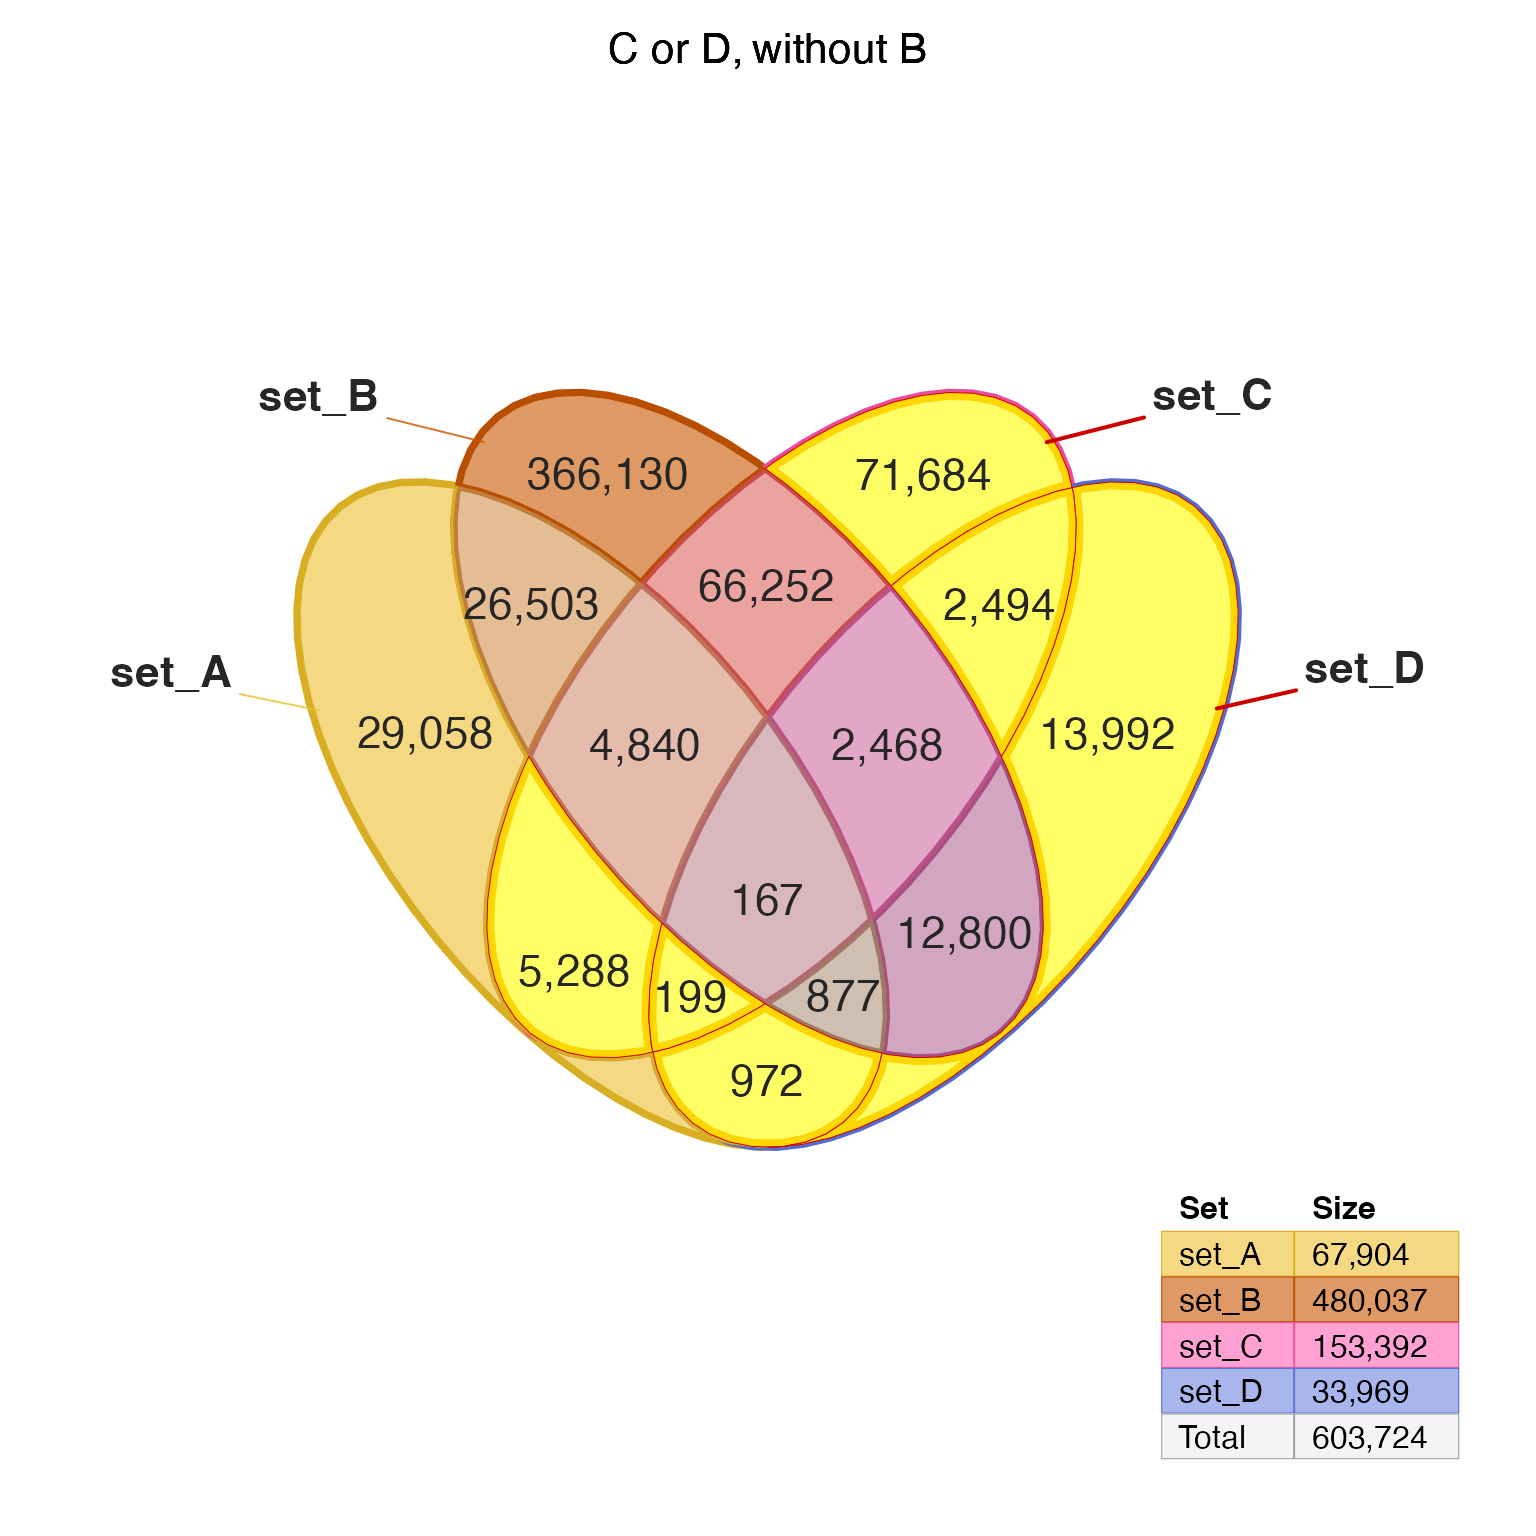 C or D, without B
set_B
set_C
366,130
71,684
66,252
26,503
2,494
set_A
set_D
29,058
4,840
2,468
13,992
167
12,800
5,288
199
877
972
Set Size
set_A 67,904
set_B 480,037
set_C 153,392
set_D 33,969
Total 603,724